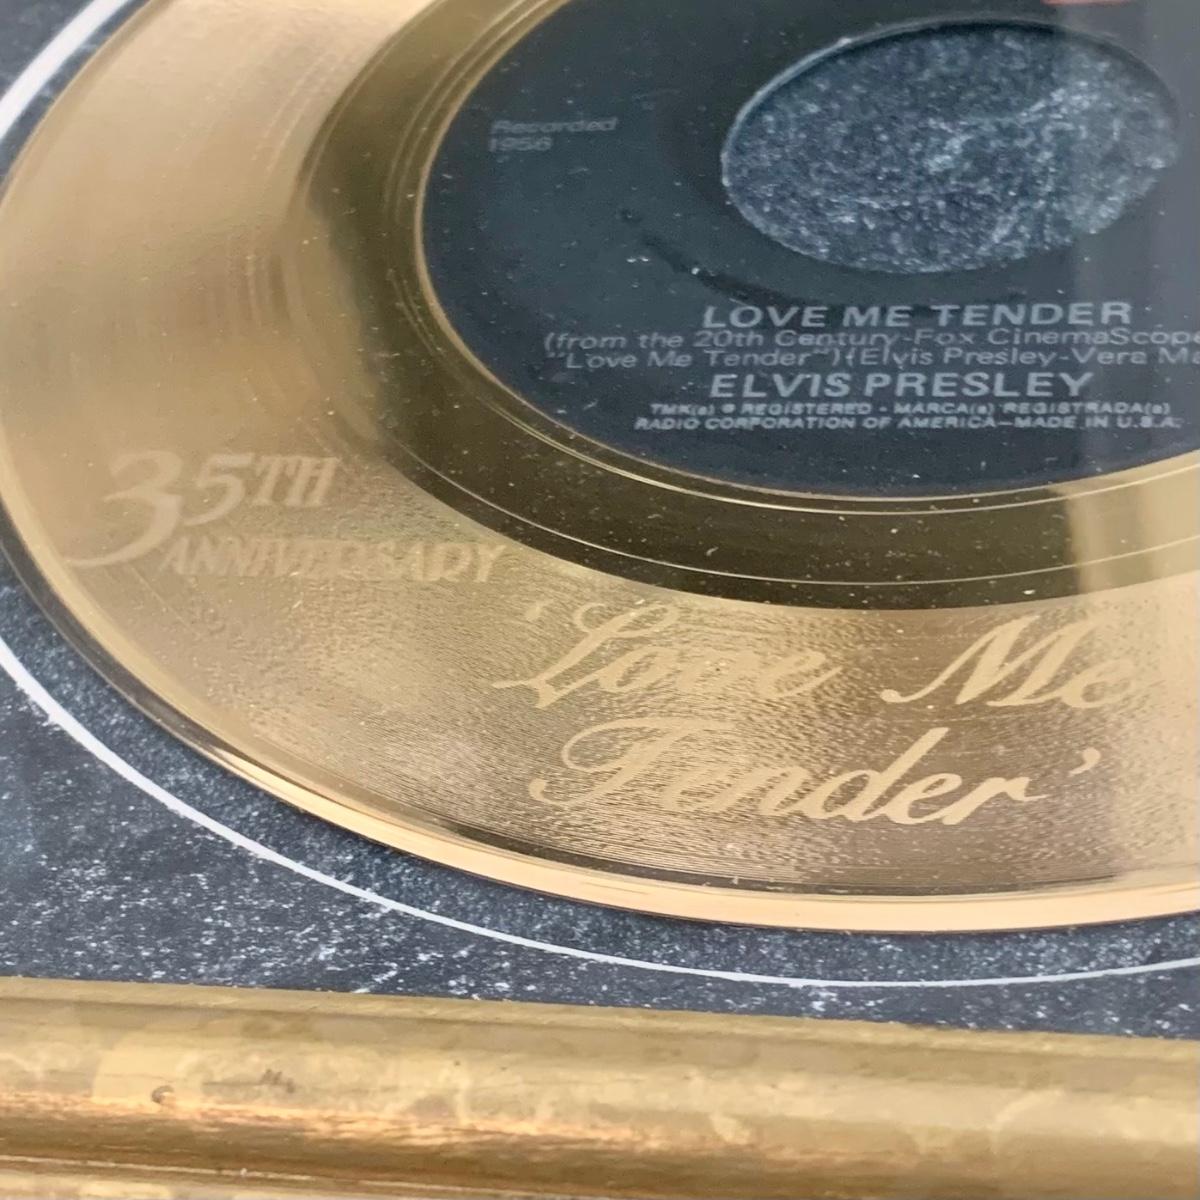 Recorded
1956
LOVE ME TENDER
(from the 20th Century-Fox CinemaScope
"Love Me Tender") (Elvis Presley-Vera
ELVIS PRESLEY
TMK(s) ® REGISTERED • MARCA(s) REGISTRADA(s)
RADIO CORPORATION OF AMERICA—MADE IN U.S.A.
35TH
ANNIVERSARY
'Love Me
Tender'